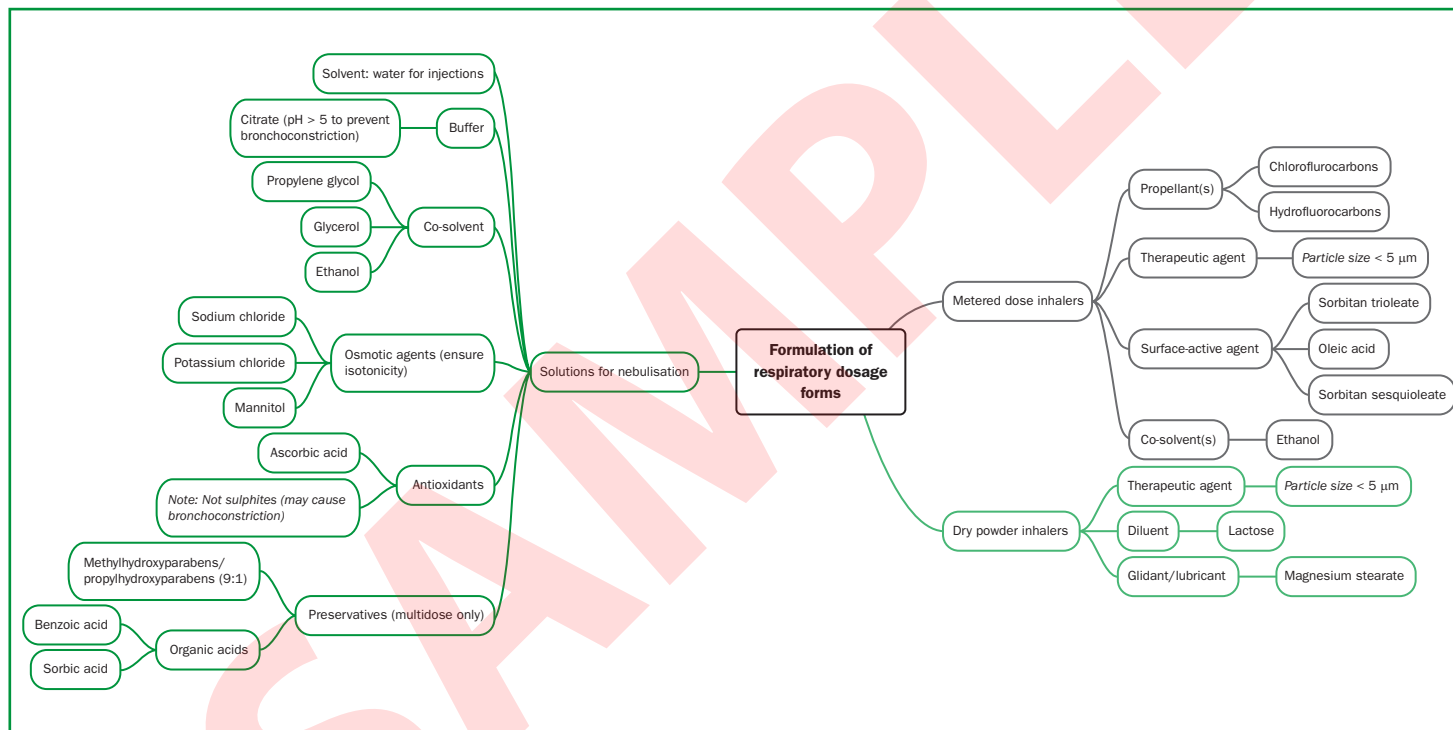 Solvent: water for injections
Citrate (pH > 5 to prevent
bronchoconstriction)
Buffer
Propylene glycol
Glycerol
Ethanol
Co-solvent
Sodium chloride
Potassium chloride
Mannitol
Osmotic agents (ensure
isotonicity)
Solutions for nebulisation
Ascorbic acid
Note: Not sulphites (may cause
bronchoconstriction)
Antioxidants
Methylhydroxyparabens/
propylhydroxyparabens (9:1)
Preservatives (multidose only)
Benzoic acid
Sorbic acid
Organic acids
Formulation of
respiratory dosage
forms
Metered dose inhalers
Propellant(s)
Chloroflurocarbons
Hydrofluorocarbons
Therapeutic agent
Particle size < 5 μm
Surface-active agent
Sorbitan trioleate
Oleic acid
Sorbitan sesquioleate
Co-solvent(s)
Ethanol
Dry powder inhalers
Therapeutic agent
Particle size < 5 μm
Diluent
Lactose
Glidant/lubricant
Magnesium stearate
SAMPLE